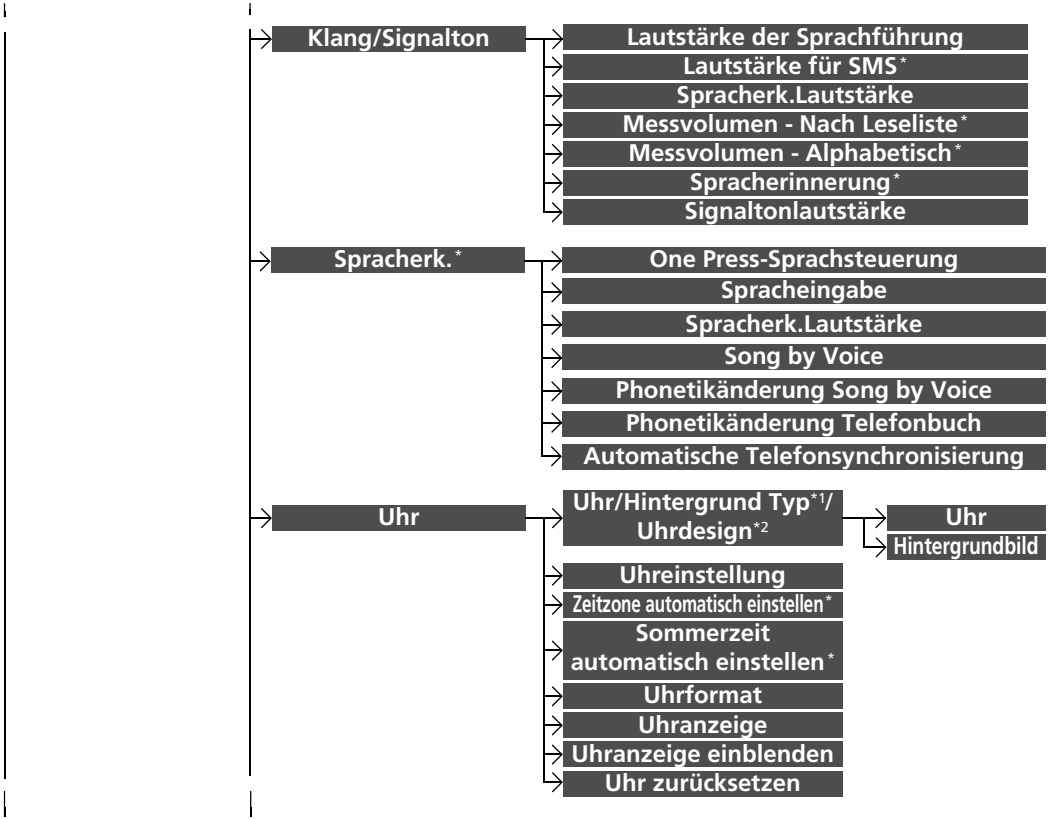 Klang/Signalton
Lautstärke der Sprachführung
Lautstärke für SMS*
Spracherk.Lautstärke
Messvolumen - Nach Leseliste*
Messvolumen - Alphabetisch*
Spracherinnerung*
Signaltonlautstärke
Spracherk.*
One Press-Sprachsteuerung
Spracheingabe
Spracherk.Lautstärke
Song by Voice
Phonetikänderung Song by Voice
Phonetikänderung Telefonbuch
Automatische Telefonsynchronisierung
Uhr
Uhr/Hintergrund Typ*1/
Uhrdesign*2
Uhr
Hintergrundbild
Uhreinstellung
Zeitzone automatisch einstellen*
Sommerzeit
automatisch einstellen*
Uhrformat
Uhranzeige
Uhranzeige einblenden
Uhr zurücksetzen